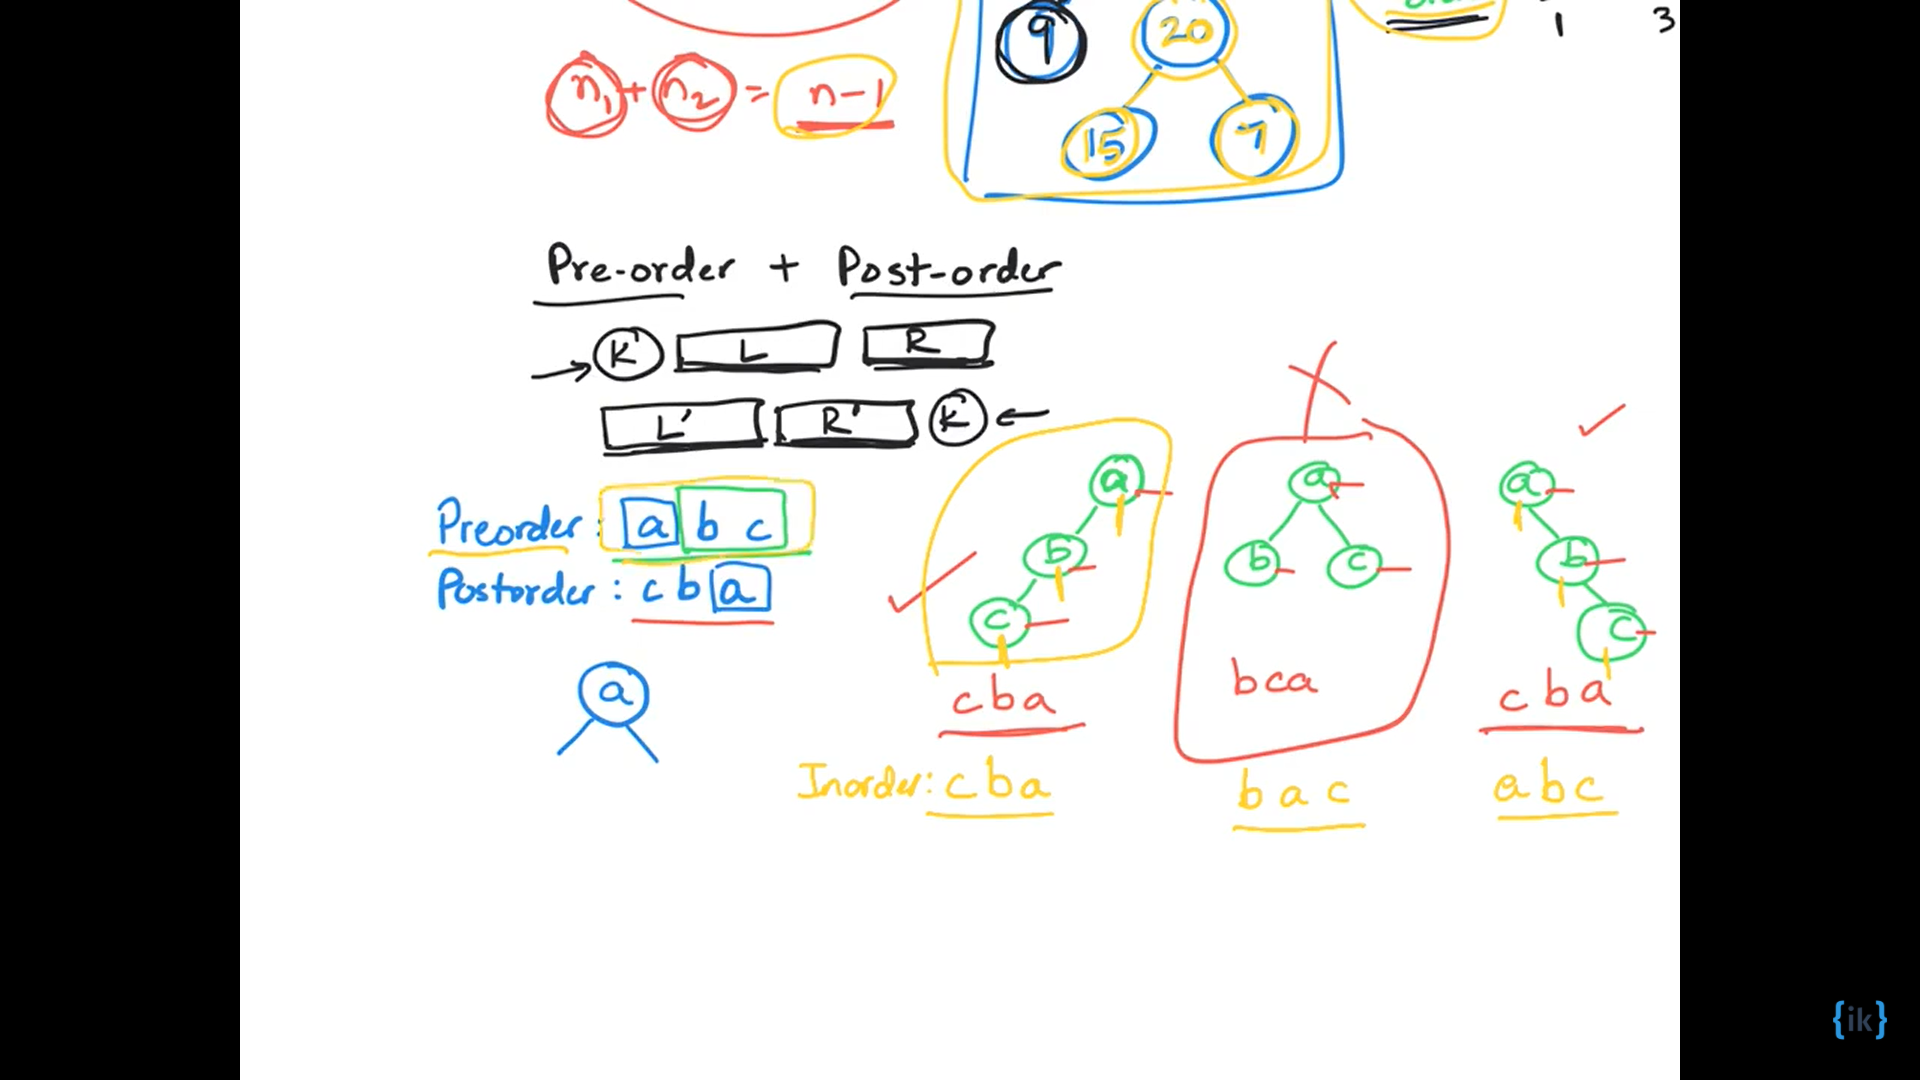 9 20 1 3
n1 + n2 = n-1
15 7
Pre-order + Post-order
K L R
L' R' K
Preorder : a b c
Postorder : c b a
a a a
b b c b
c c
a
cba bca cba
Inorder: cba bac abc
{ik}